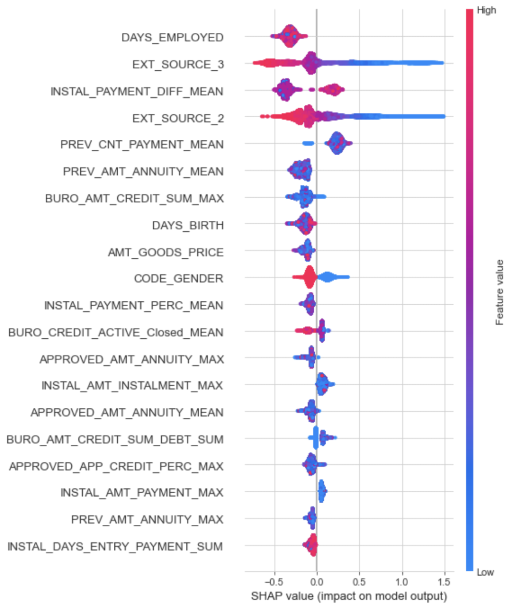 High
DAYS_EMPLOYED
EXT_SOURCE_3
INSTAL_PAYMENT_DIFF_MEAN
EXT_SOURCE_2
PREV_CNT_PAYMENT_MEAN
PREV_AMT_ANNUITY_MEAN
BURO_AMT_CREDIT_SUM_MAX
DAYS_BIRTH
AMT_GOODS_PRICE
CODE_GENDER
INSTAL_PAYMENT_PERC_MEAN
BURO_CREDIT_ACTIVE_Closed_MEAN
APPROVED_AMT_ANNUITY_MAX
INSTAL_AMT_INSTALMENT_MAX
APPROVED_AMT_ANNUITY_MEAN
BURO_AMT_CREDIT_SUM_DEBT_SUM
APPROVED_APP_CREDIT_PERC_MAX
INSTAL_AMT_PAYMENT_MAX
PREV_AMT_ANNUITY_MAX
INSTAL_DAYS_ENTRY_PAYMENT_SUM
Feature value
Low
−0.5 0.0 0.5 1.0 1.5
SHAP value (impact on model output)